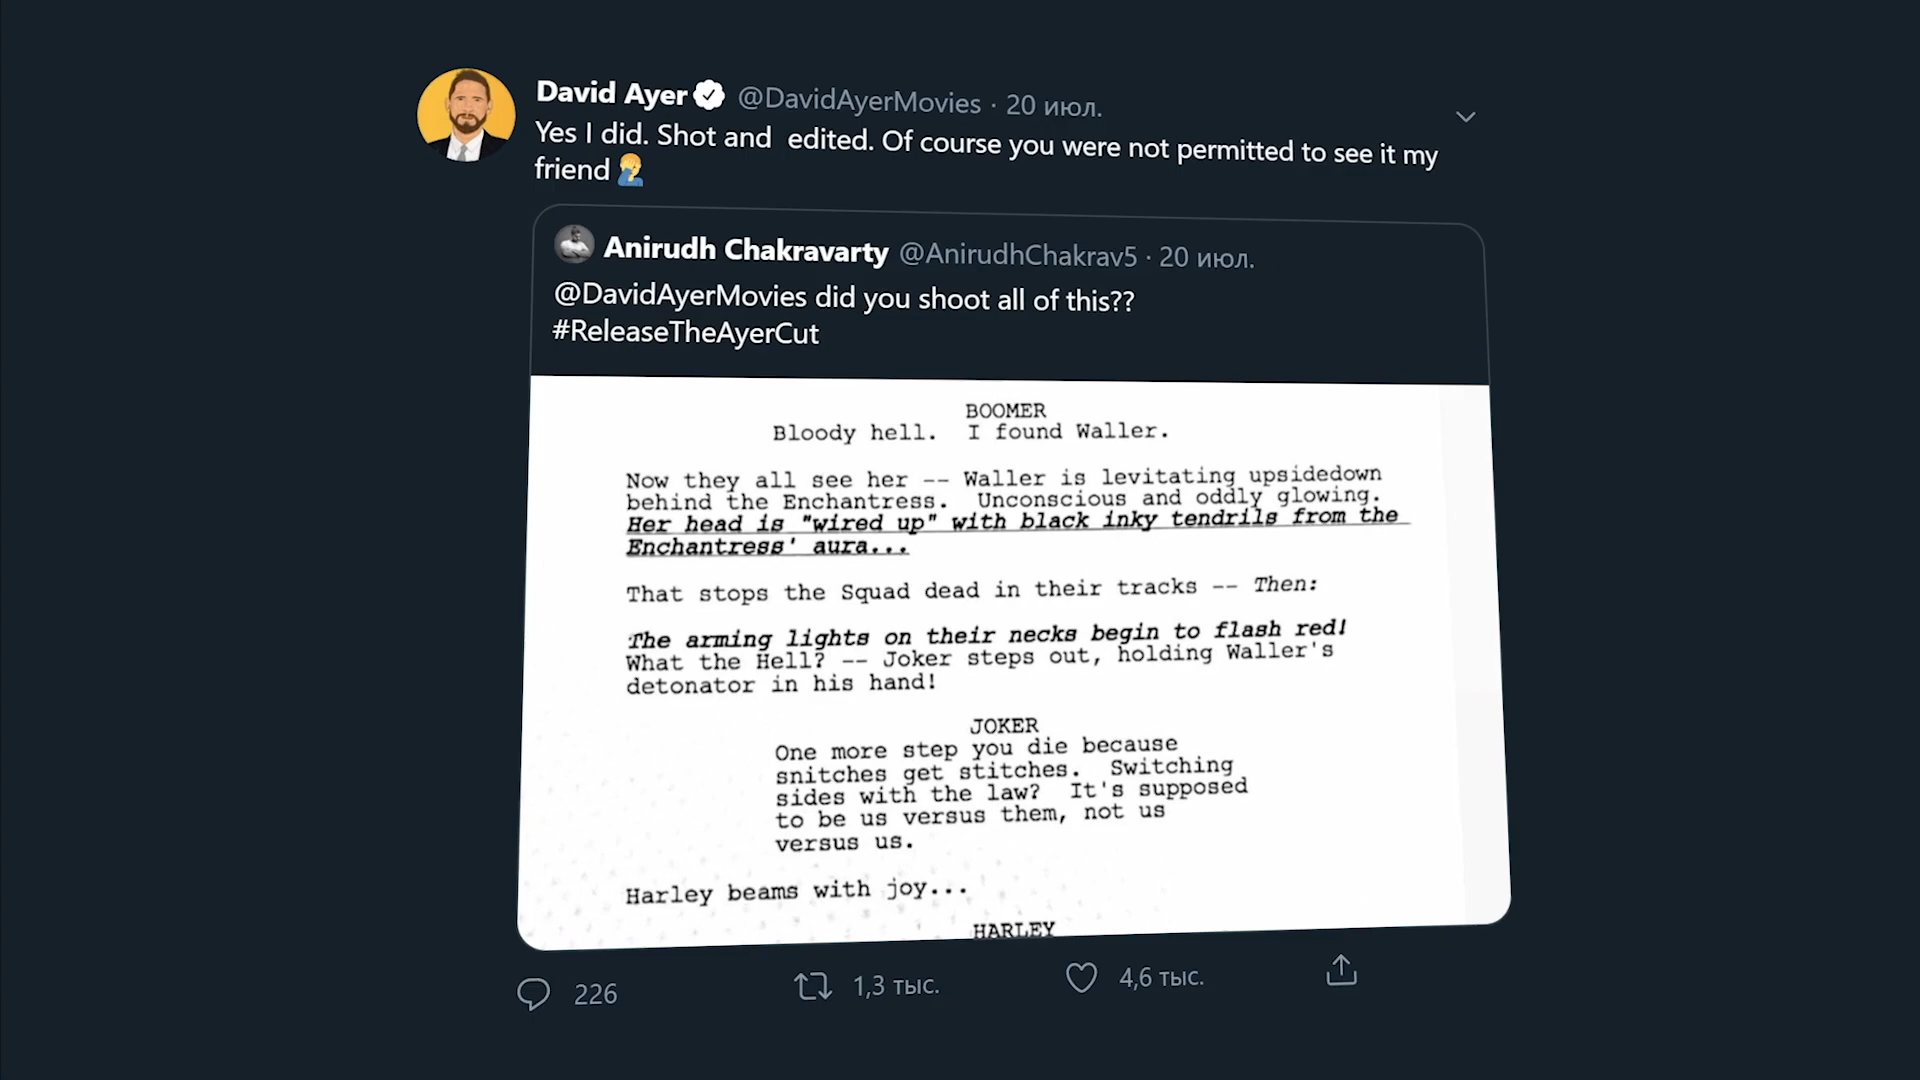 David Ayer @DavidAyerMovies · 20 июл.
Yes I did. Shot and edited. Of course you were not permitted to see it my
friend 🤦‍♂️
Anirudh Chakravarty @AnirudhChakrav5 · 20 июл.
@DavidAyerMovies did you shoot all of this??
#ReleaseTheAyerCut
BOOMER
Bloody hell. I found Waller.
Now they all see her -- Waller is levitating upsidedown
behind the Enchantress. Unconscious and oddly glowing.
Her head is "wired up" with black inky tendrils from the
Enchantress' aura...
That stops the Squad dead in their tracks -- Then:
The arming lights on their necks begin to flash red!
What the Hell? -- Joker steps out, holding Waller's
detonator in his hand!
JOKER
One more step you die because
snitches get stitches. Switching
sides with the law? It's supposed
to be us versus them, not us
versus us.
Harley beams with joy...
HARLEY
226 1,3 тыс. 4,6 тыс.